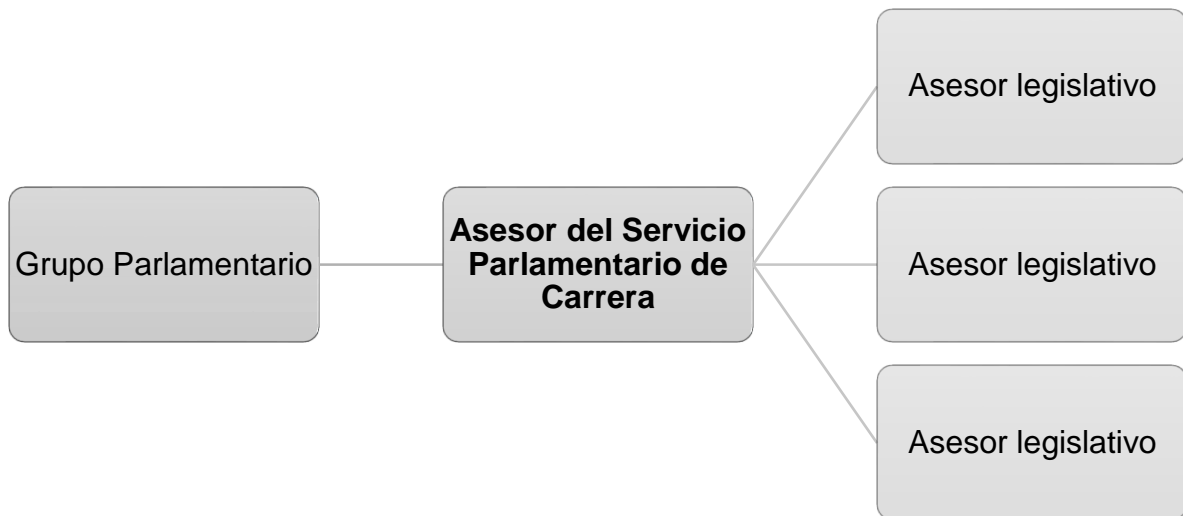 Grupo Parlamentario
Asesor del Servicio
Parlamentario de
Carrera
Asesor legislativo
Asesor legislativo
Asesor legislativo